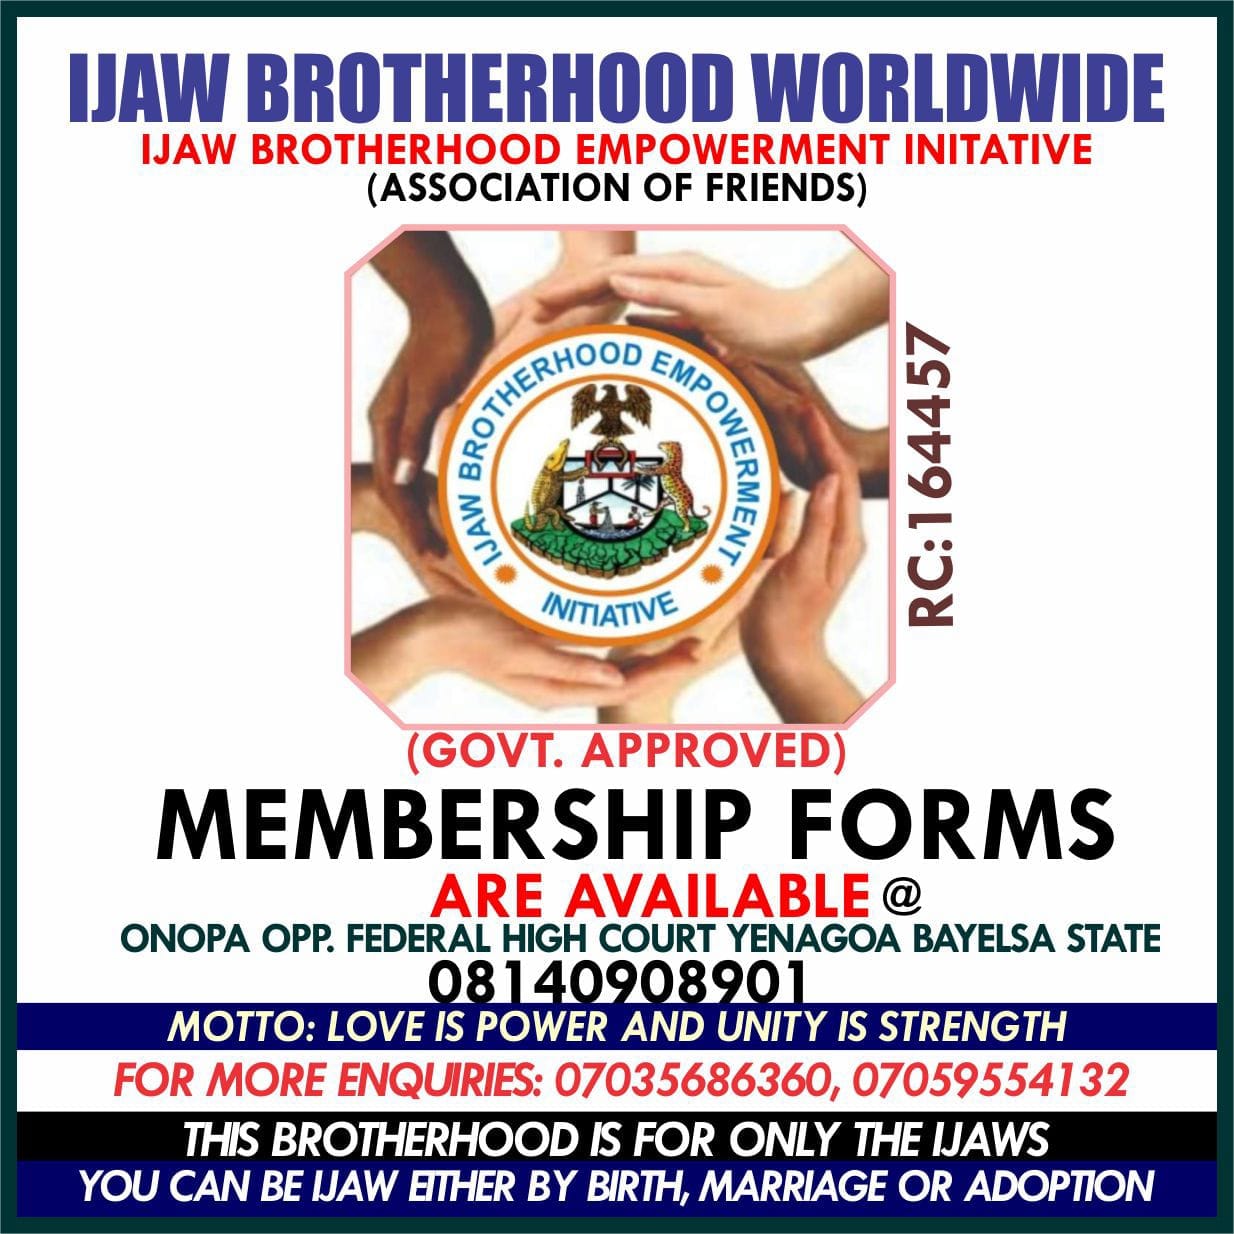 IJAW BROTHERHOOD WORLDWIDE
IJAW BROTHERHOOD EMPOWERMENT INITATIVE
(ASSOCIATION OF FRIENDS)
IJAW BROTHERHOOD EMPOWERMENT
INITIATIVE
RC:164457
(GOVT. APPROVED)
MEMBERSHIP FORMS
ARE AVAILABLE @
ONOPA OPP. FEDERAL HIGH COURT YENAGOA BAYELSA STATE
08140908901
MOTTO: LOVE IS POWER AND UNITY IS STRENGTH
FOR MORE ENQUIRIES: 07035686360, 07059554132
THIS BROTHERHOOD IS FOR ONLY THE IJAWS
YOU CAN BE IJAW EITHER BY BIRTH, MARRIAGE OR ADOPTION